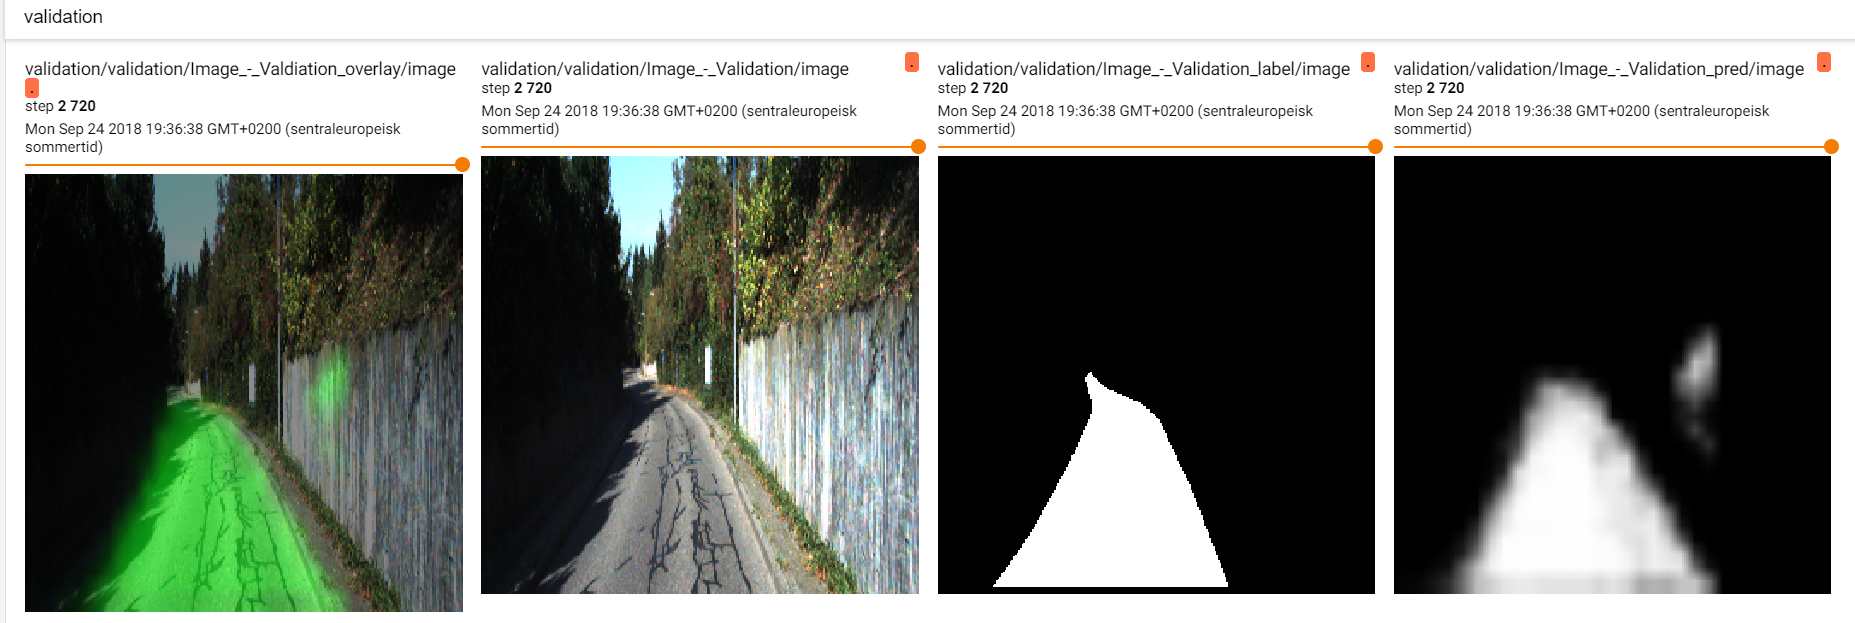 validation
validation/validation/Image_-_Valdiation_overlay/image
.
step 2 720
Mon Sep 24 2018 19:36:38 GMT+0200 (sentraleuropeisk
sommertid)
validation/validation/Image_-_Validation/image
.
step 2 720
Mon Sep 24 2018 19:36:38 GMT+0200 (sentraleuropeisk
sommertid)
validation/validation/Image_-_Validation_label/image
.
step 2 720
Mon Sep 24 2018 19:36:38 GMT+0200 (sentraleuropeisk
sommertid)
validation/validation/Image_-_Validation_pred/image
.
step 2 720
Mon Sep 24 2018 19:36:38 GMT+0200 (sentraleuropeisk
sommertid)